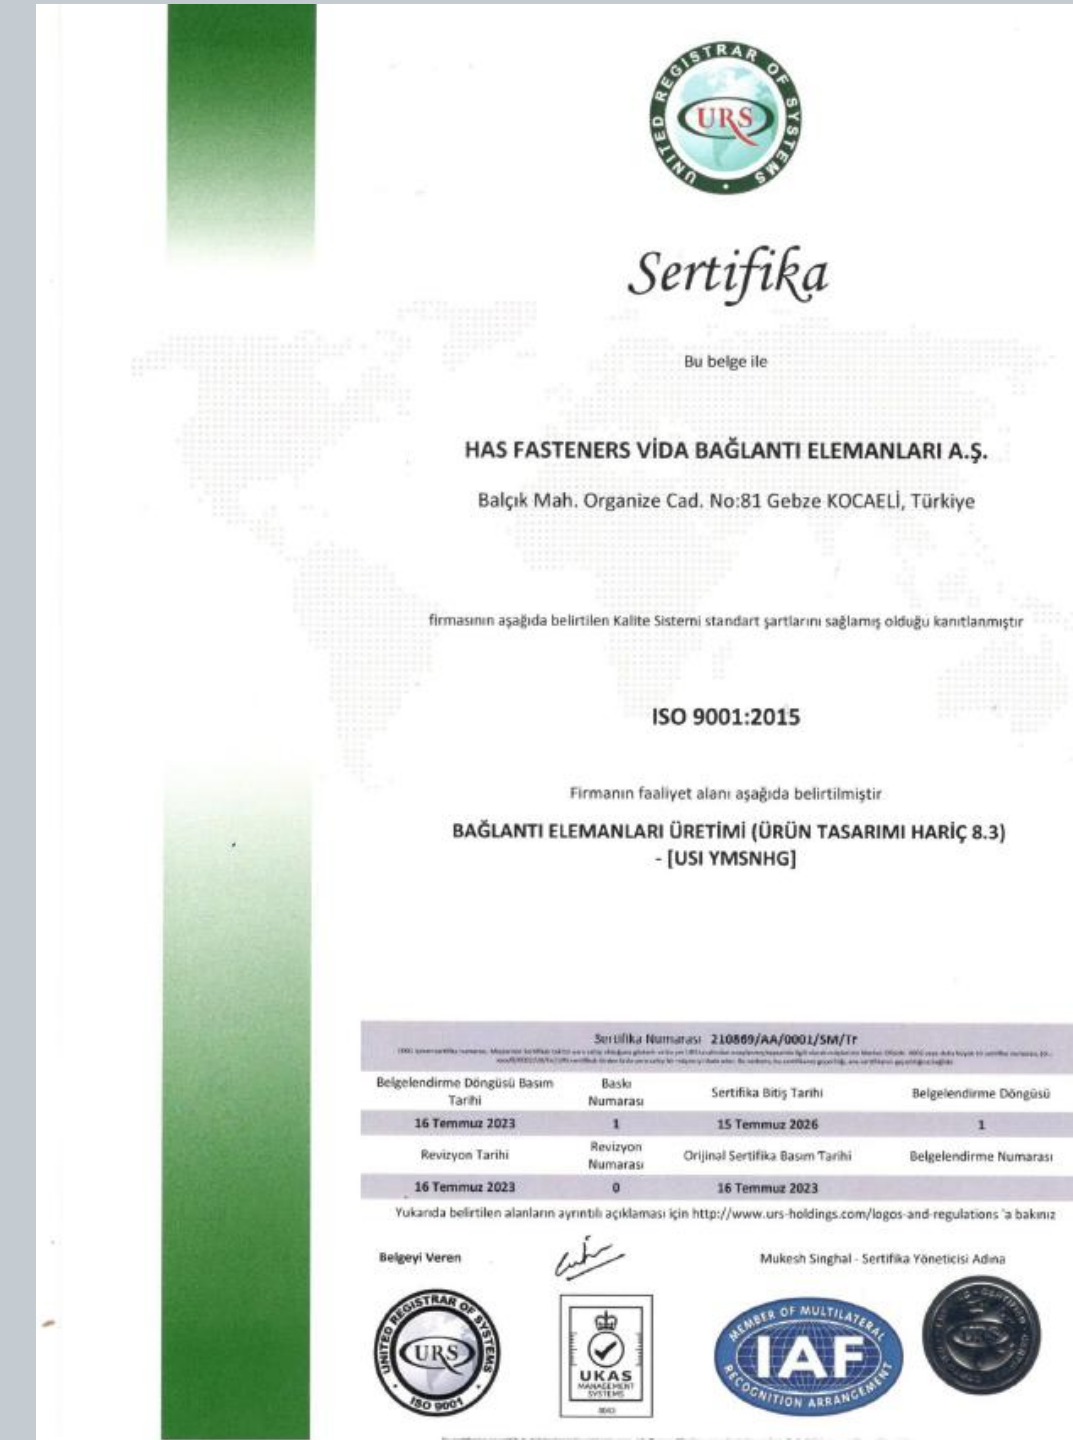 UNITED REGISTRAR OF SYSTEMS
URS
Sertifika
Bu belge ile
HAS FASTENERS VİDA BAĞLANTI ELEMANLARI A.Ş.
Balçık Mah. Organize Cad. No:81 Gebze KOCAELİ, Türkiye
firmasının aşağıda belirtilen Kalite Sistemi standart şartlarını sağlamış olduğu kanıtlanmıştır
ISO 9001:2015
Firmanın faaliyet alanı aşağıda belirtilmiştir
BAĞLANTI ELEMANLARI ÜRETİMİ (ÜRÜN TASARIMI HARİÇ 8.3)
- [USI YMSNHG]
Sertifika Numarası 210869/AA/0001/SM/Tr
Belgelendirme Döngüsü Basım Tarihi
Baskı Numarası
Sertifika Bitiş Tarihi
Belgelendirme Döngüsü
16 Temmuz 2023 1 15 Temmuz 2026 1
Revizyon Tarihi
Revizyon Numarası
Orijinal Sertifika Basım Tarihi
Belgelendirme Numarası
16 Temmuz 2023 0 16 Temmuz 2023
Yukarıda belirtilen alanların ayrıntılı açıklaması için http://www.urs-holdings.com/logos-and-regulations 'a bakınız
Belgeyi Veren
Mukesh Singhal - Sertifika Yöneticisi Adına
UNITED REGISTRAR OF SYSTEMS
URS
ISO 9001
UKAS
MANAGEMENT
SYSTEMS
MEMBER OF MULTILATERAL
IAF
RECOGNITION ARRANGEMENT
URS